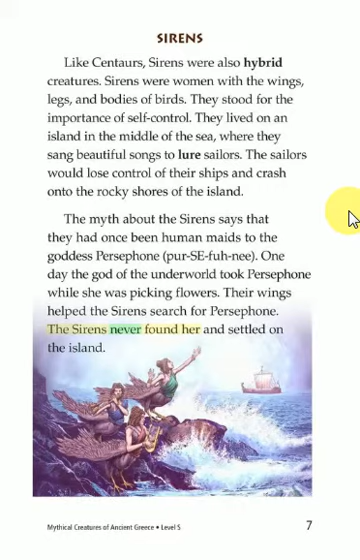 SIRENS
Like Centaurs, Sirens were also hybrid
creatures. Sirens were women with the wings,
legs, and bodies of birds. They stood for the
importance of self-control. They lived on an
island in the middle of the sea, where they
sang beautiful songs to lure sailors. The sailors
would lose control of their ships and crash
onto the rocky shores of the island.
The myth about the Sirens says that
they had once been human maids to the
goddess Persephone (pur-SE-fuh-nee). One
day the god of the underworld took Persephone
while she was picking flowers. Their wings
helped the Sirens search for Persephone.
The Sirens never found her and settled on
the island.
Mythical Creatures of Ancient Greece • Level S
7